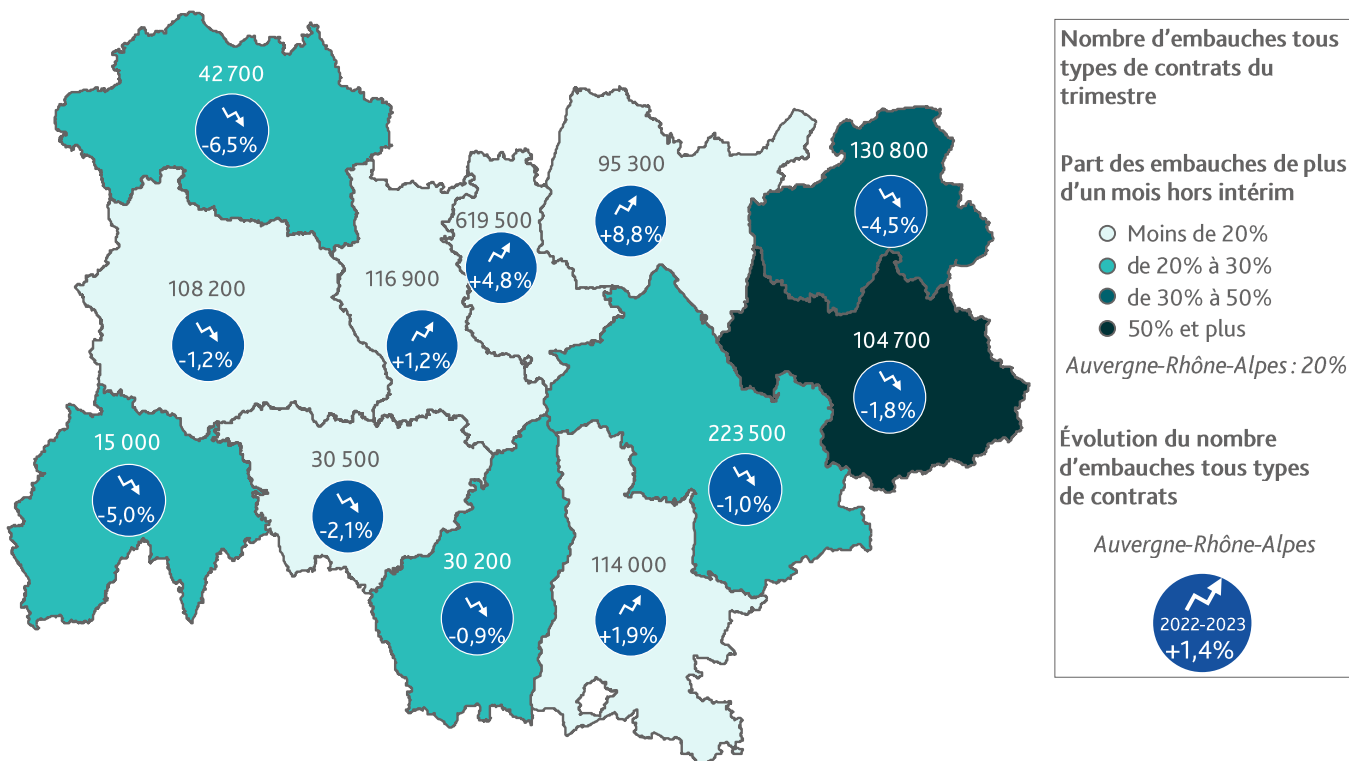 42 700
-6,5%
95 300
+8,8%
130 800
-4,5%
619 500
+4,8%
116 900
+1,2%
108 200
-1,2%
104 700
-1,8%
15 000
-5,0%
30 500
-2,1%
223 500
-1,0%
30 200
-0,9%
114 000
+1,9%
Nombre d'embauches tous
types de contrats du
trimestre
Part des embauches de plus
d'un mois hors intérim
Moins de 20%
de 20% à 30%
de 30% à 50%
50% et plus
Auvergne-Rhône-Alpes : 20%
Évolution du nombre
d'embauches tous types
de contrats
Auvergne-Rhône-Alpes
2022-2023
+1,4%